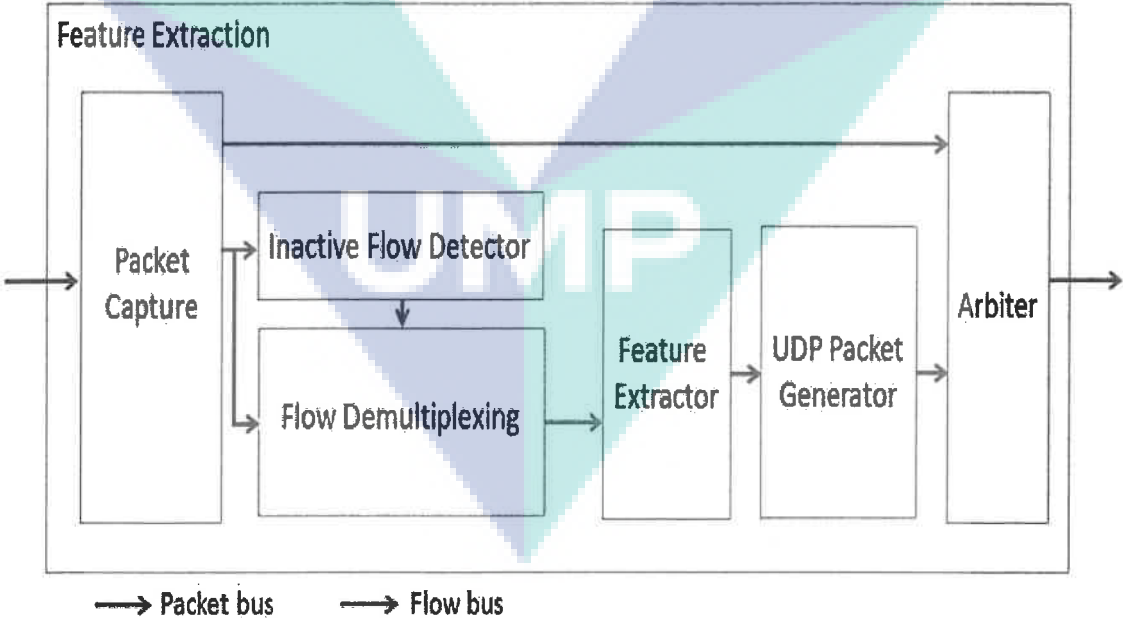 Feature Extraction
Packet
Capture
Inactive Flow Detector
UMP
Flow Demultiplexing
Feature
Extractor
UDP Packet
Generator
Arbiter
Packet bus
Flow bus